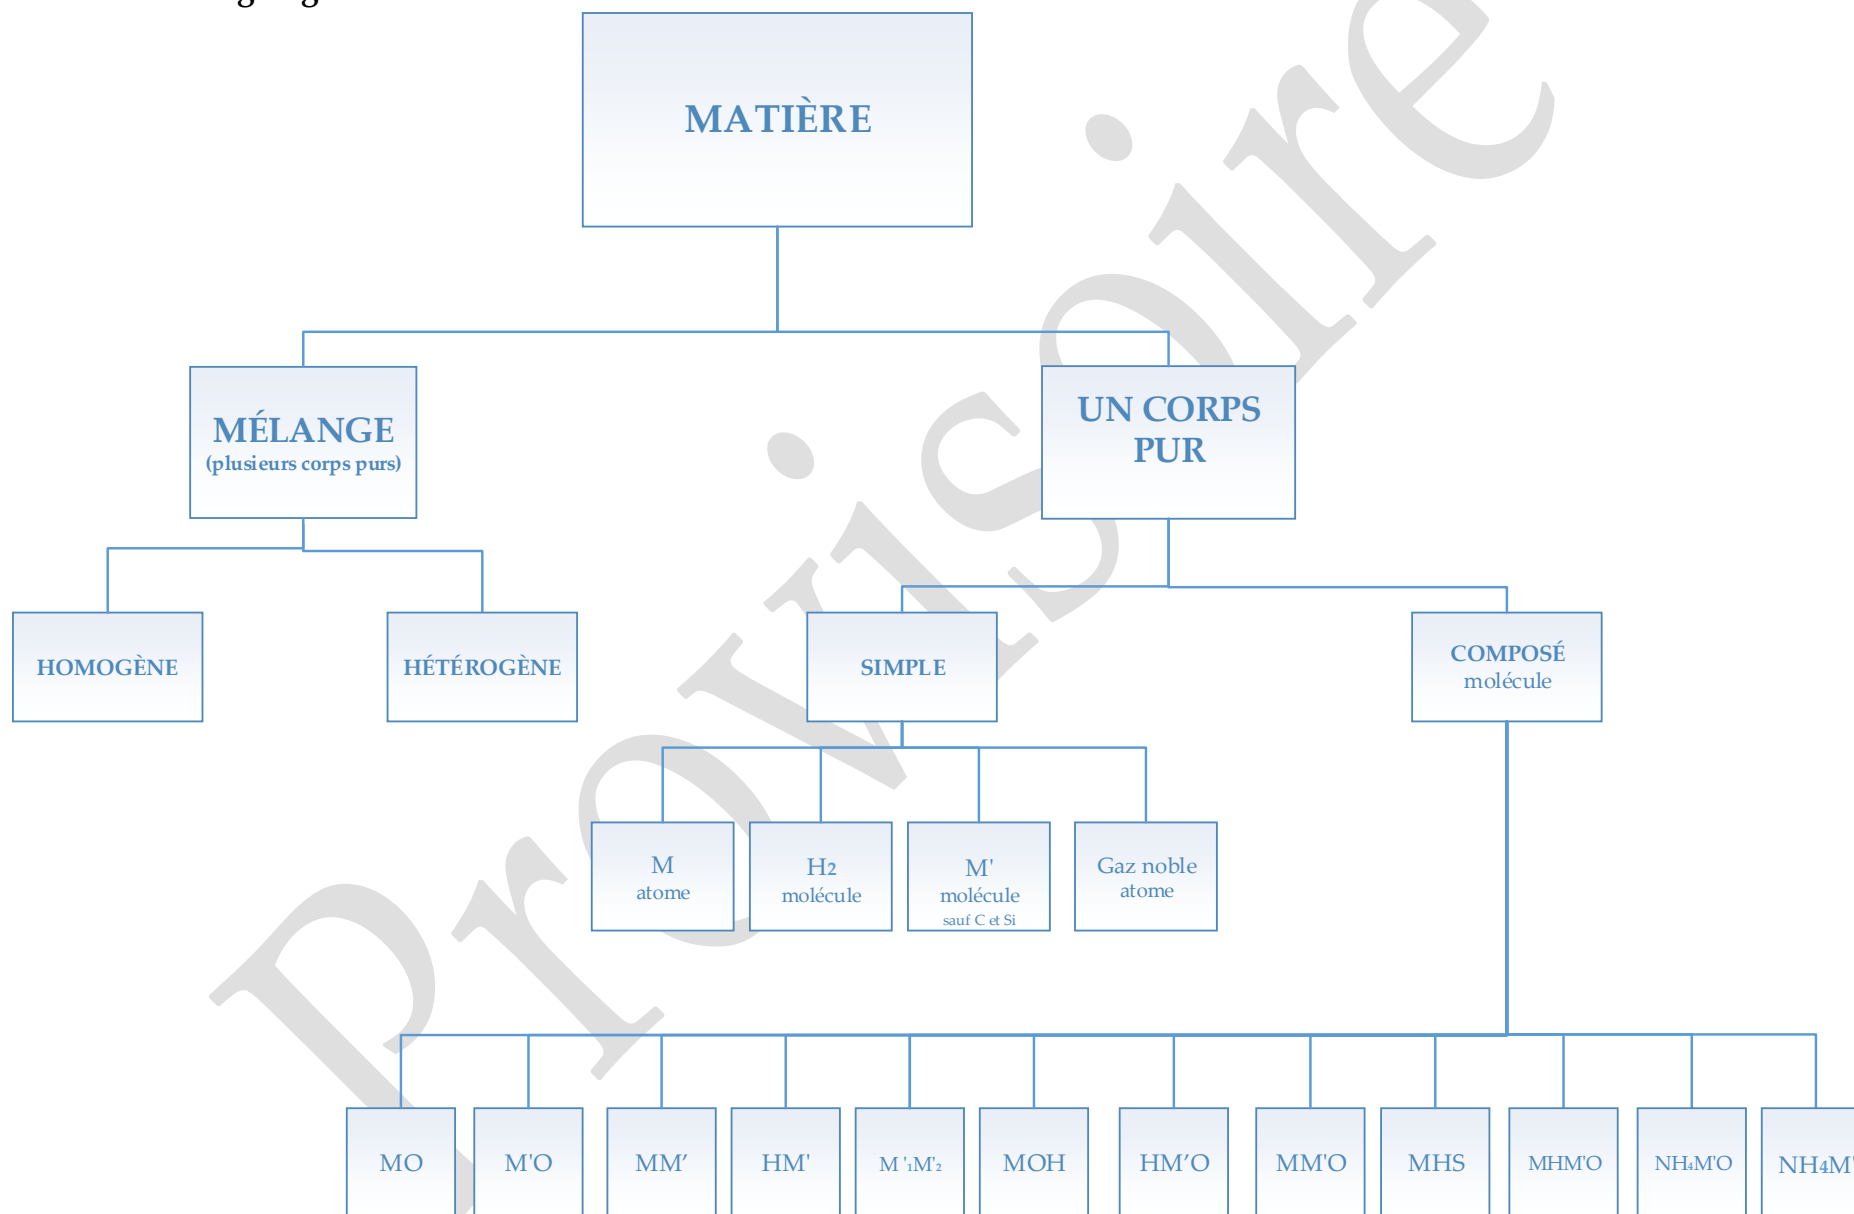 MATIÈRE
MÉLANGE
(plusieurs corps purs)
UN CORPS
PUR
HOMOGÈNE
HÉTÉROGÈNE
SIMPLE
COMPOSÉ
molécule
M
atome
H2
molécule
M'
molécule
sauf C et Si
Gaz noble
atome
MO
M'O
MM’
HM'
M '₁M'₂
MOH
HM’O
MM'O
MHS
MHM'O
NH₄M'O
NH4M'
Provisoire